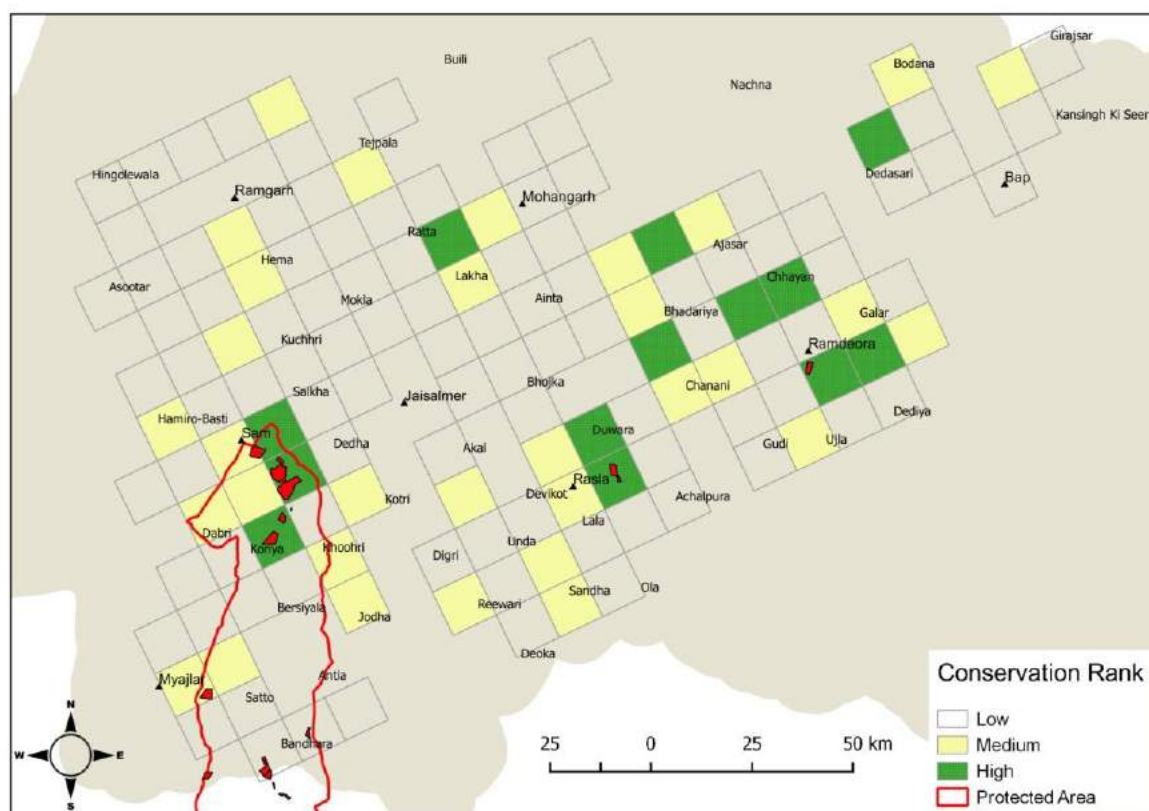 Girajsar
Builі
Bodana
Nachna
Kansingh Ki Seer
Tejpala
Hingolewala
Dedasari
Bap
Ramgarh
Mohangarh
Ratta
Ajasar
Hema
Lakha
Chhayan
Asootar
Mokla
Ainta
Bhadariya
Galar
Kuchhri
Ramdeora
Bhojka
Chanani
Salkha
Jaisalmer
Hamiro-Basti
Dediya
Sam
Dedha
Akal
Duwara
Gudi
Ujla
Rasla
Devikot
Kotri
Achalpura
Lala
Dabri
Koriya
Khoohri
Unda
Digri
Sandha
Ola
Bersiyala
Jodha
Reewari
Deoka
Myajlar
Antia
Satto
Bandhara
N
W
E
S
25
0
25
50 km
Conservation Rank
Low
Medium
High
Protected Area